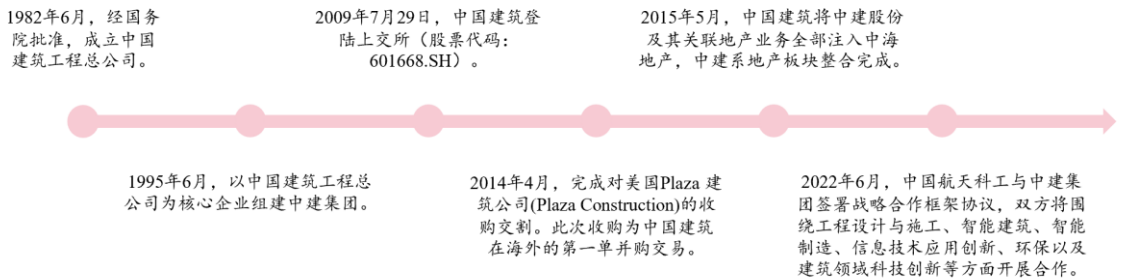 1982年6月，经国务
院批准，成立中国
建筑工程总公司。
1995年6月，以中国建筑工程总
公司为核心企业组建中建集团。
2009年7月29日，中国建筑登
陆上交所（股票代码：
601668.SH）。
2014年4月，完成对美国Plaza 建
筑公司(Plaza Construction)的收
购交割。此次收购为中国建筑
在海外的第一单并购交易。
2015年5月，中国建筑将中建股份
及其关联地产业务全部注入中海
地产，中建系地产板块整合完成。
2022年6月，中国航天科工与中建集
团签署战略合作框架协议，双方将围
绕工程设计与施工、智能建筑、智能
制造、信息技术应用创新、环保以及
建筑领域科技创新等方面开展合作。